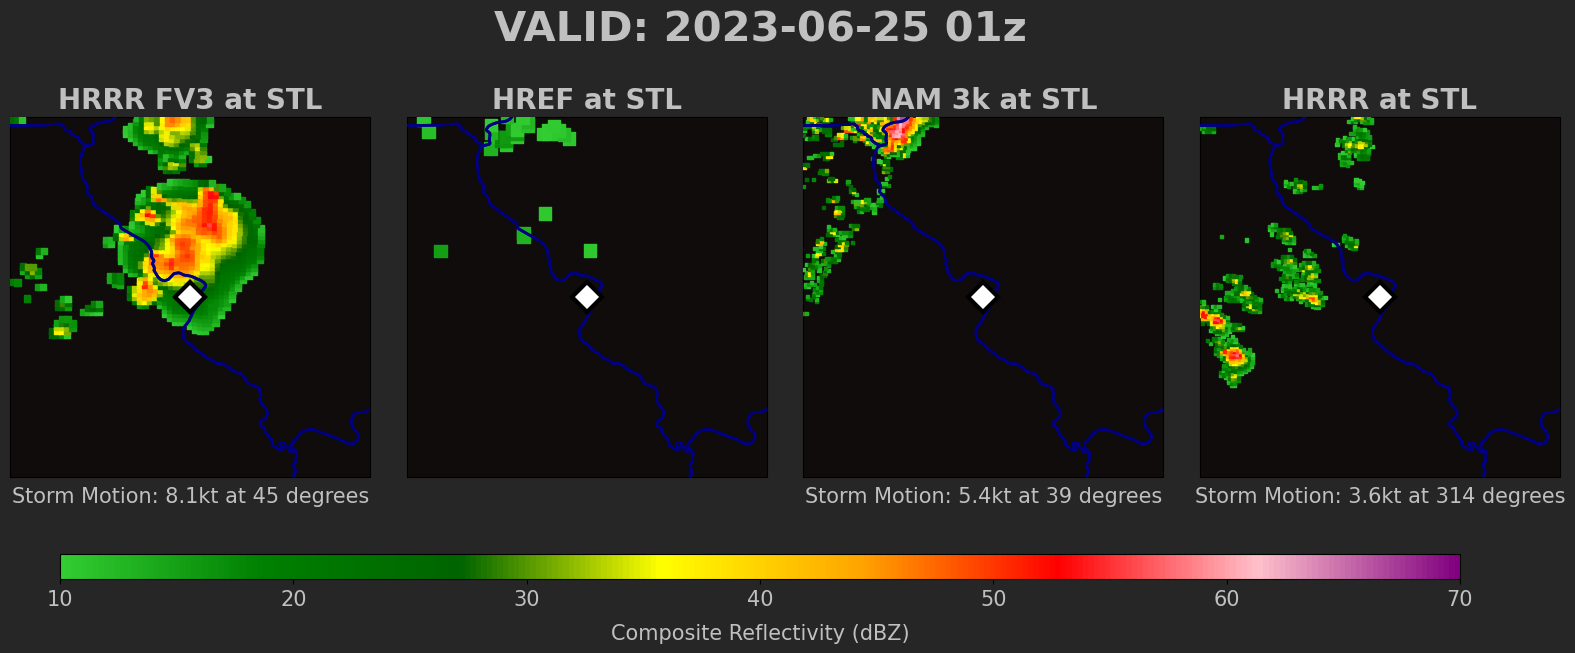 VALID: 2023-06-25 01z
HRRR FV3 at STL
HREF at STL
NAM 3k at STL
HRRR at STL
Storm Motion: 8.1kt at 45 degrees
Storm Motion: 5.4kt at 39 degrees
Storm Motion: 3.6kt at 314 degrees
10 20 30 40 50 60 70
Composite Reflectivity (dBZ)